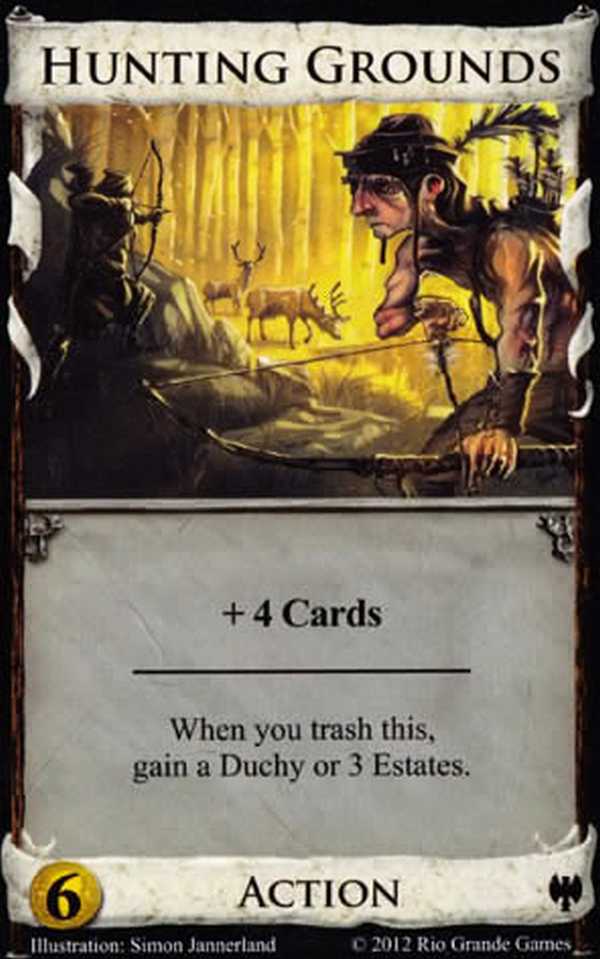 HUNTING GROUNDS
+4 Cards
When you trash this,
gain a Duchy or 3 Estates.
6
ACTION
Illustration: Simon Jannerland
© 2012 Rio Grande Games